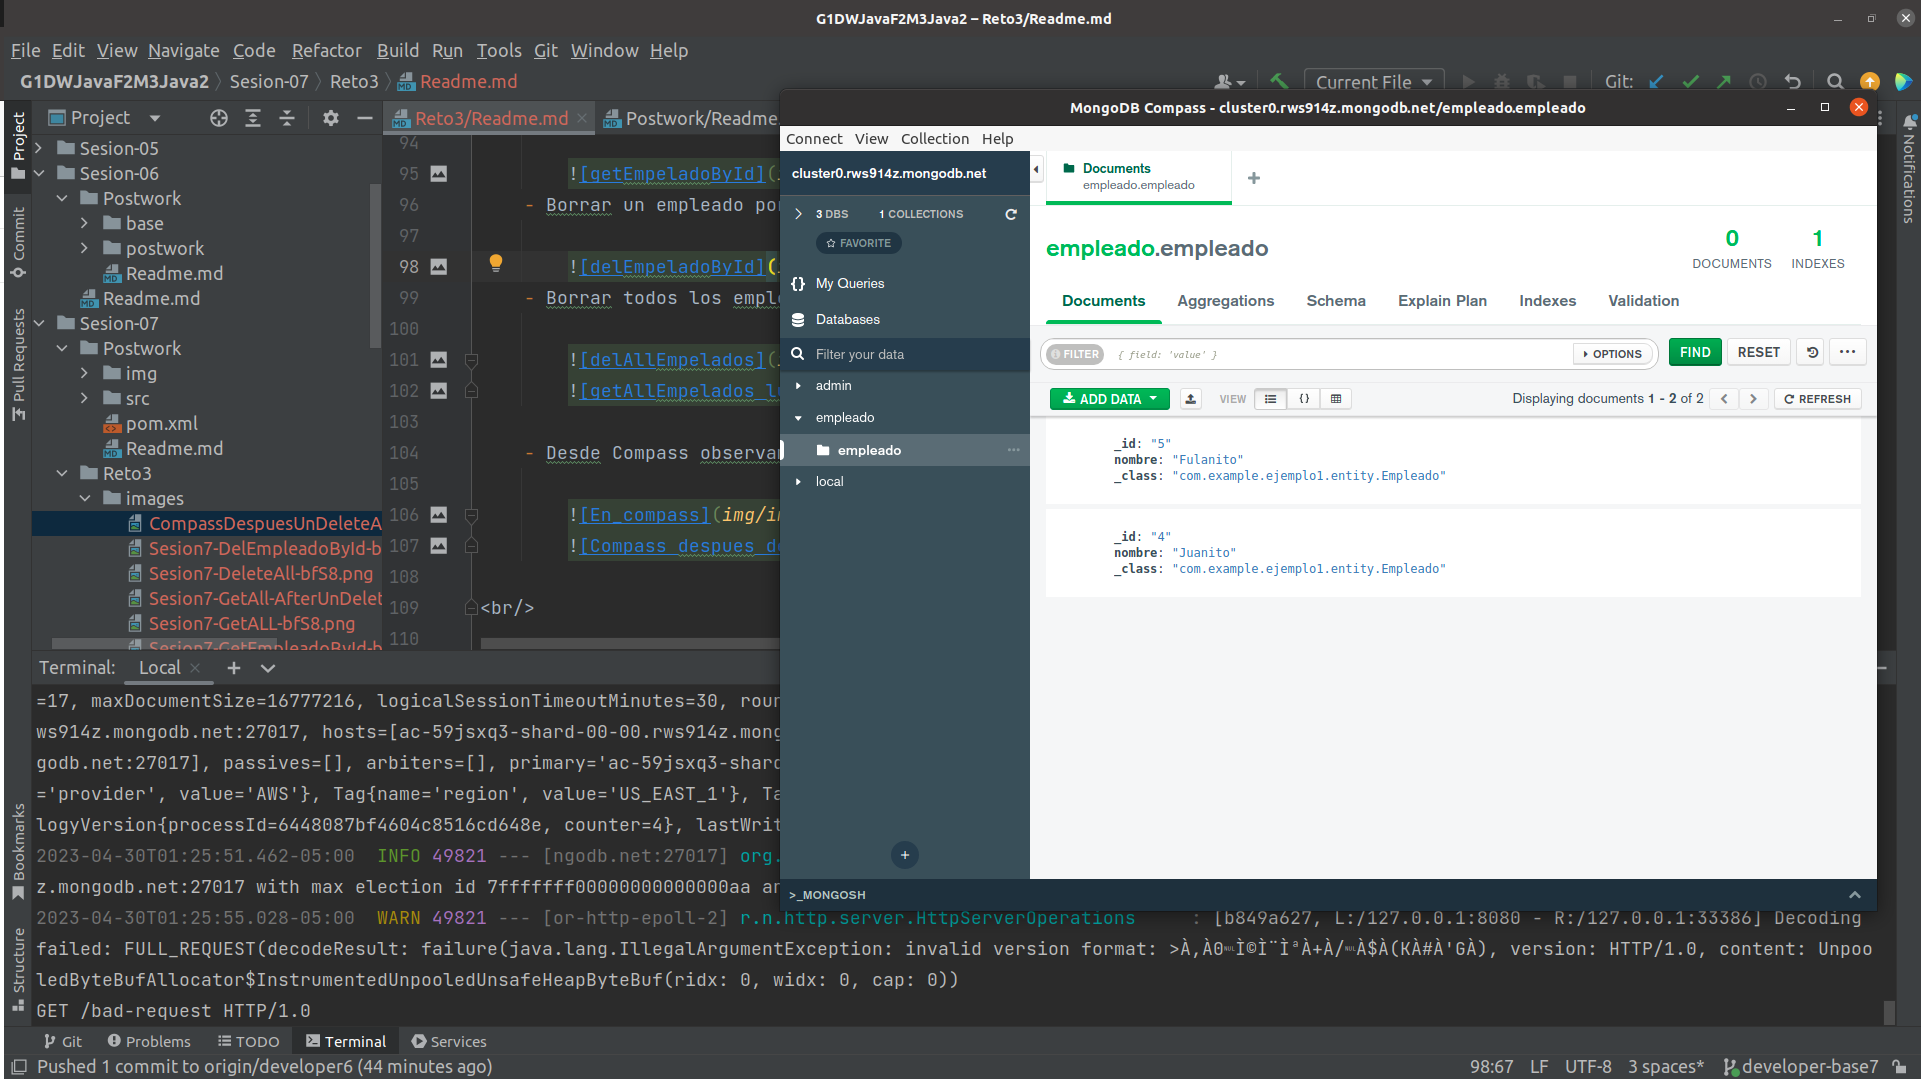 G1DWJavaF2M3Java2 – Reto3/Readme.md
File Edit View Navigate Code Refactor Build Run Tools Git Window Help
G1DWJavaF2M3Java2 Sesion-07 Reto3 Readme.md
Current File
Git:
Project
Commit
Pull Requests
Bookmarks
Structure
Notifications
Project
Sesion-05
Sesion-06
Postwork
base
postwork
Readme.md
Readme.md
Sesion-07
Postwork
img
src
pom.xml
Readme.md
Reto3
images
CompassDespuesUnDeleteA
Sesion7-DelEmpleadoById-b
Sesion7-DeleteAll-bfS8.png
Sesion7-GetAll-AfterUnDelet
Sesion7-GetALL-bfS8.png
Sesion7-GetEmpleadoById-b
Reto3/Readme.md
Postwork/Readme.
94
95 ![getEmpeladoById](
96 - Borrar un empleado por
97
98 ![delEmpeladoById](
99 - Borrar todos los emple
100
101 ![delAllEmpelados](
102 ![getAllEmpelados_lu
103
104 - Desde Compass observam
105
106 ![En_compass](img/im
107 ![Compass_despues_de
108
109 <br/>
110
MongoDB Compass - cluster0.rws914z.mongodb.net/empleado.empleado
Connect View Collection Help
cluster0.rws914z.mongodb.net
3 DBS 1 COLLECTIONS
FAVORITE
My Queries
Databases
Filter your data
admin
empleado
empleado
local
>_MONGOSH
Documents
empleado.empleado
empleado.empleado
0
DOCUMENTS
1
INDEXES
Documents Aggregations Schema Explain Plan Indexes Validation
FILTER { field: 'value' } OPTIONS FIND RESET
ADD DATA VIEW Displaying documents 1 - 2 of 2 REFRESH
_id: "5"
nombre: "Fulanito"
_class: "com.example.ejemplo1.entity.Empleado"
_id: "4"
nombre: "Juanito"
_class: "com.example.ejemplo1.entity.Empleado"
Terminal: Local
=17, maxDocumentSize=16777216, logicalSessionTimeoutMinutes=30, roun
ws914z.mongodb.net:27017, hosts=[ac-59jsxq3-shard-00-00.rws914z.mong
godb.net:27017], passives=[], arbiters=[], primary='ac-59jsxq3-shard
='provider', value='AWS'}, Tag{name='region', value='US_EAST_1'}, Ta
logyVersion{processId=6448087bf4604c8516cd648e, counter=4}, lastWrit
2023-04-30T01:25:51.462-05:00 INFO 49821 --- [ngodb.net:27017] org.
z.mongodb.net:27017 with max election id 7fffffff00000000000000aa an
2023-04-30T01:25:55.028-05:00 WARN 49821 --- [or-http-epoll-2] r.n.http.server.HttpServerOperations : [b849a627, L:/127.0.0.1:8080 - R:/127.0.0.1:33386] Decoding
failed: FULL_REQUEST(decodeResult: failure(java.lang.IllegalArgumentException: invalid version format: version: HTTP/1.0, content: Unpoo
ledByteBufAllocator$InstrumentedUnpooledUnsafeHeapByteBuf(ridx: 0, widx: 0, cap: 0))
GET /bad-request HTTP/1.0
Git Problems TODO Terminal Services
Pushed 1 commit to origin/developer6 (44 minutes ago)
98:67 LF UTF-8 3 spaces* developer-base7